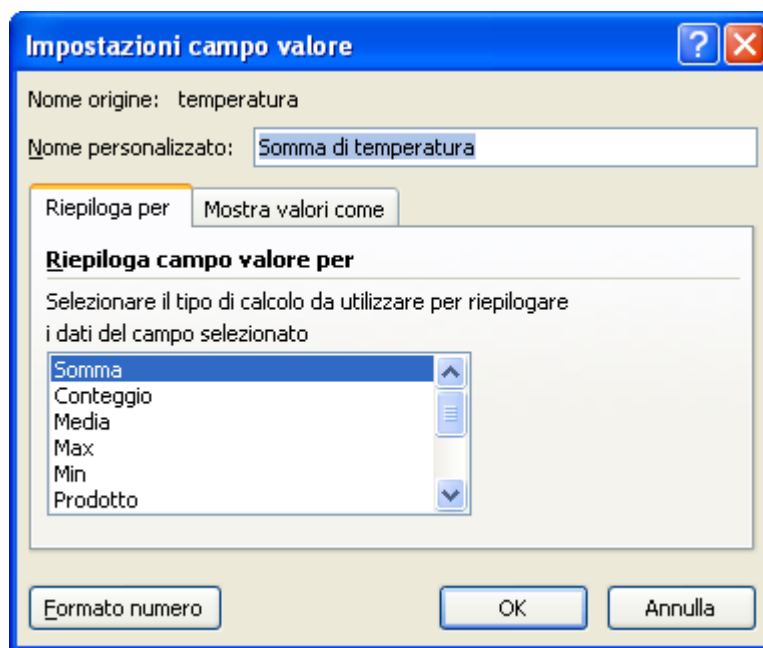 Impostazioni campo valore
Nome origine: temperatura
Nome personalizzato: Somma di temperatura
Riepiloga per Mostra valori come
Riepiloga campo valore per
Selezionare il tipo di calcolo da utilizzare per riepilogare
i dati del campo selezionato
Somma
Conteggio
Media
Max
Min
Prodotto
Formato numero OK Annulla